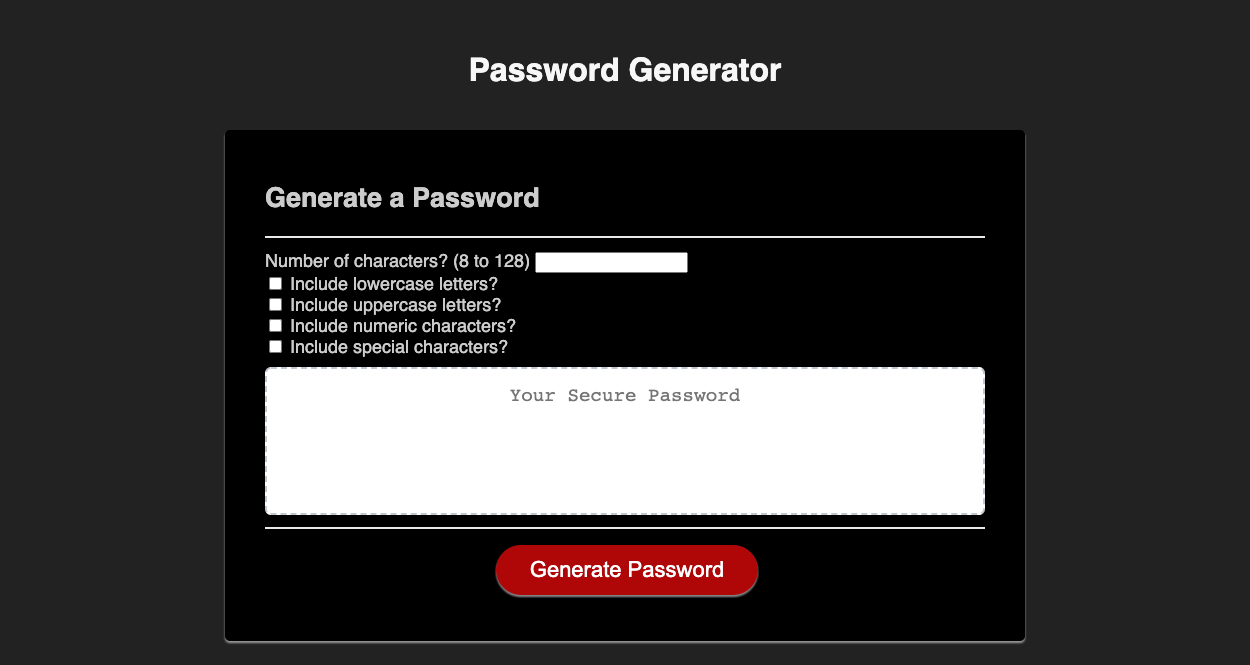 Password Generator
Generate a Password
Number of characters? (8 to 128)
Include lowercase letters?
Include uppercase letters?
Include numeric characters?
Include special characters?
Your Secure Password
Generate Password